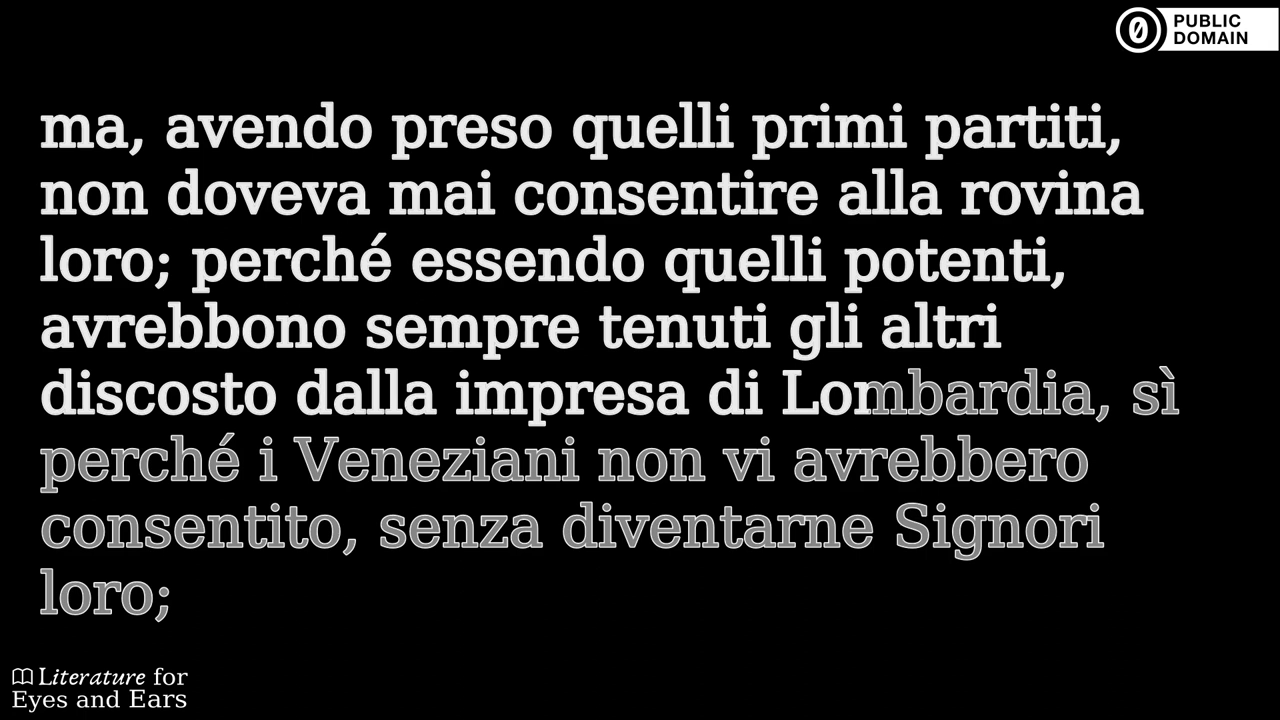 PUBLIC
DOMAIN
ma, avendo preso quelli primi partiti,
non doveva mai consentire alla rovina
loro; perché essendo quelli potenti,
avrebbono sempre tenuti gli altri
discosto dalla impresa di Lombardia, sì
perché i Veneziani non vi avrebbero
consentito, senza diventarne Signori
loro;
Literature for
Eyes and Ears